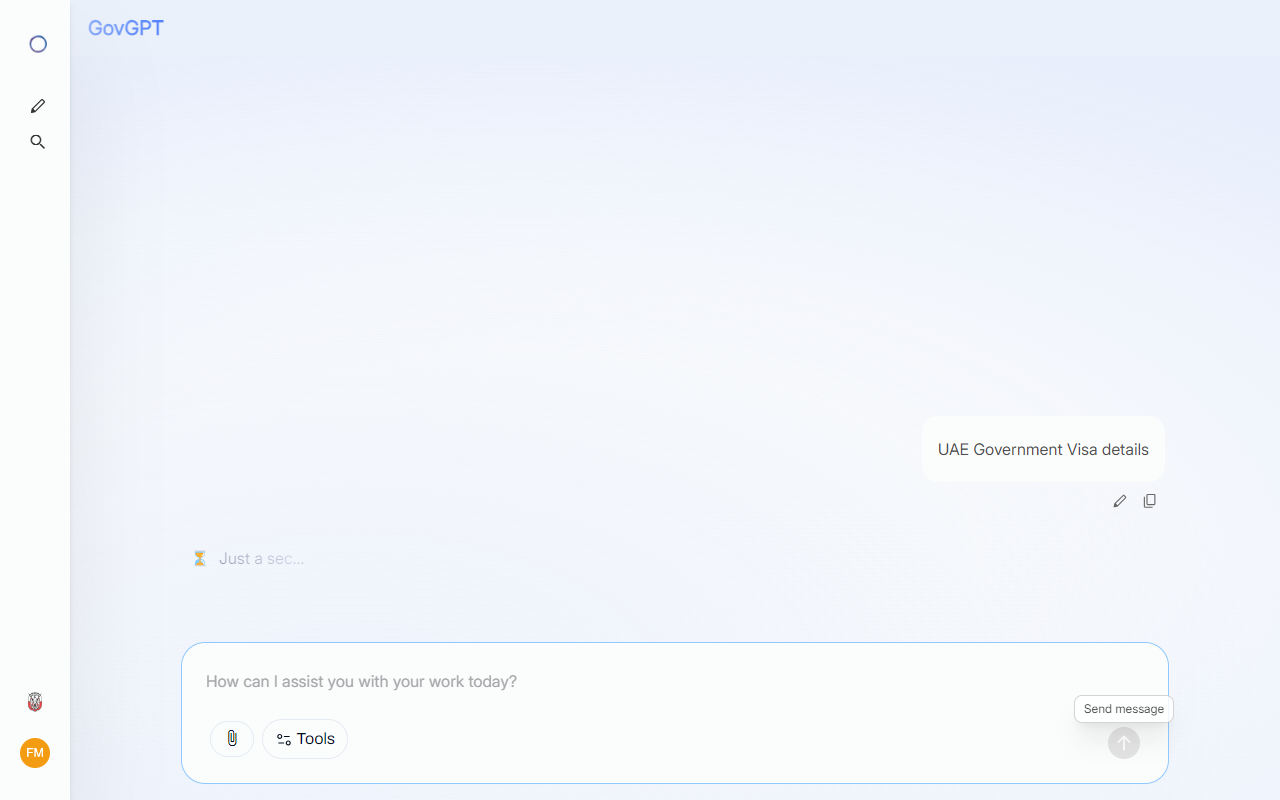 GovGPT
UAE Government Visa details
Just a sec...
How can I assist you with your work today?
Send message
Tools
FM